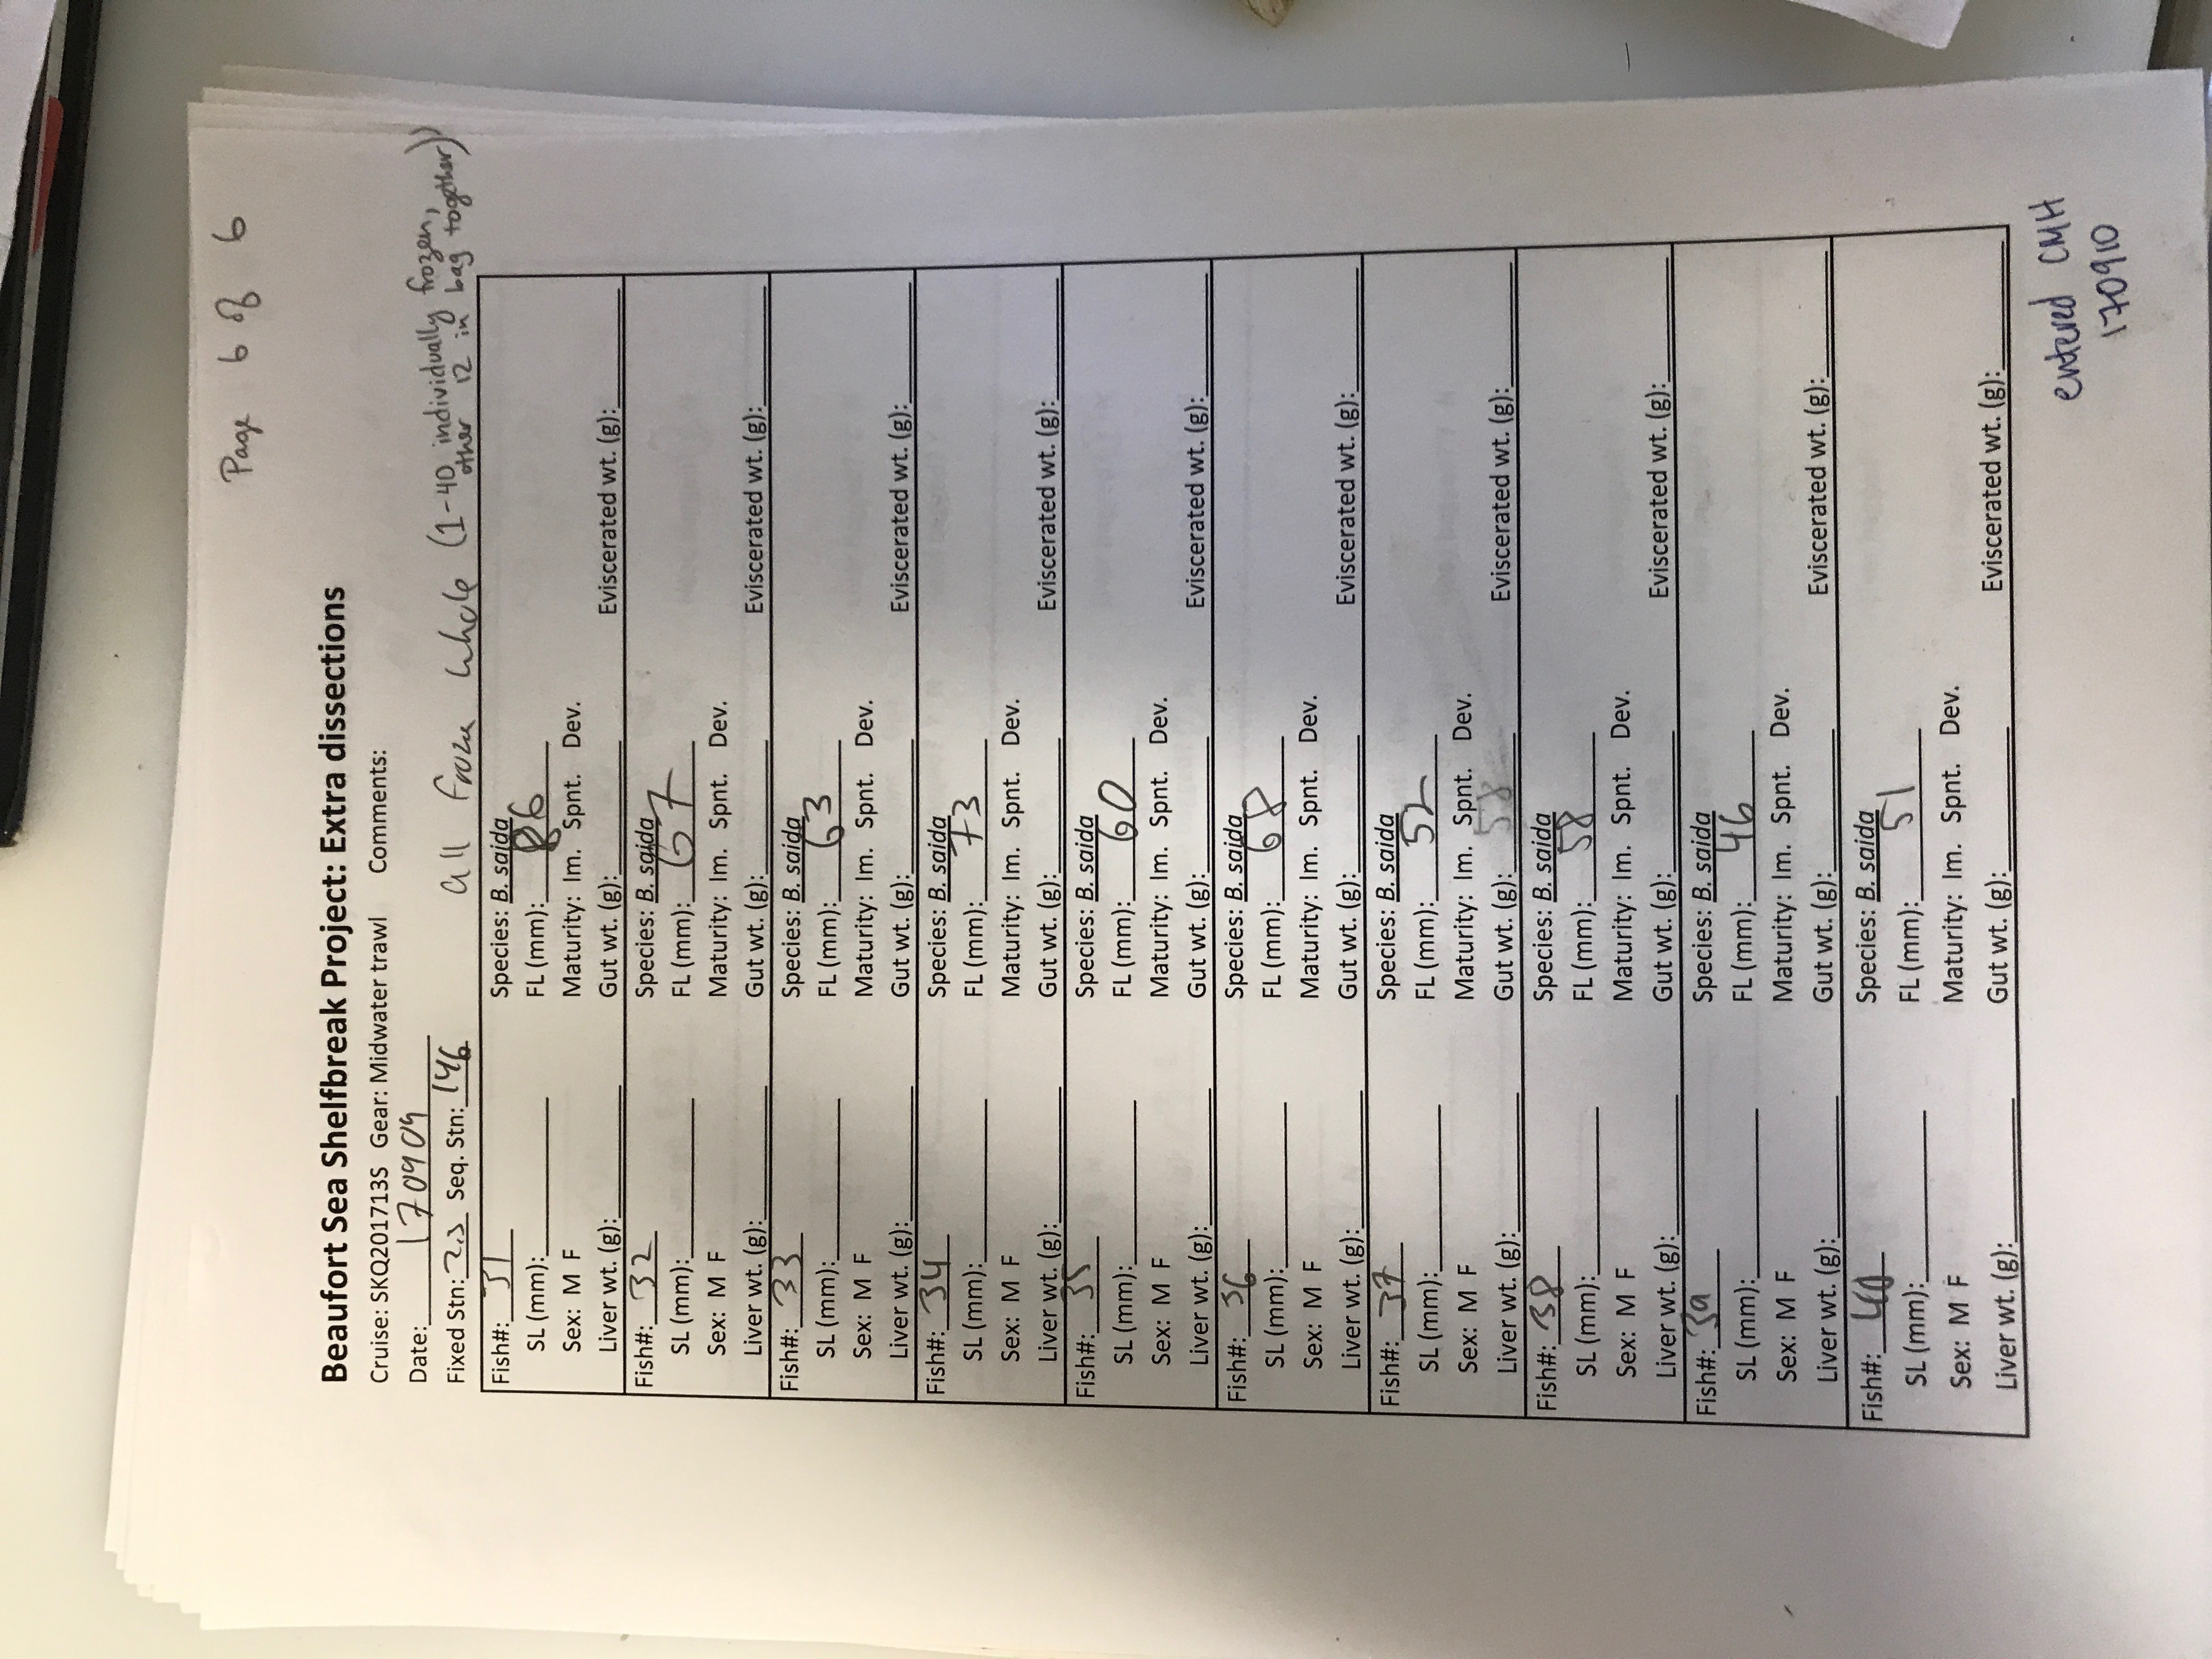 Page 6 of 6
Beaufort Sea Shelfbreak Project: Extra dissections
Cruise: SKQ201713S Gear: Midwater trawl Comments:
Date: 170909
Fixed Stn: 2.3 Seq. Stn: 146 all froze whole (1-40 individually frozen,
other 12 in bag together)
Fish#: 31 Species: B. saida
SL (mm): FL (mm): 86
Sex: M F Maturity: Im. Spnt. Dev.
Liver wt. (g): Gut wt. (g): Eviscerated wt. (g):
Fish#: 32 Species: B. saida
SL (mm): FL (mm): 67
Sex: M F Maturity: Im. Spnt. Dev.
Liver wt. (g): Gut wt. (g): Eviscerated wt. (g):
Fish#: 33 Species: B. saida
SL (mm): FL (mm): 63
Sex: M F Maturity: Im. Spnt. Dev.
Liver wt. (g): Gut wt. (g): Eviscerated wt. (g):
Fish#: 34 Species: B. saida
SL (mm): FL (mm): 73
Sex: M F Maturity: Im. Spnt. Dev.
Liver wt. (g): Gut wt. (g): Eviscerated wt. (g):
Fish#: 35 Species: B. saida
SL (mm): FL (mm): 60
Sex: M F Maturity: Im. Spnt. Dev.
Liver wt. (g): Gut wt. (g): Eviscerated wt. (g):
Fish#: 36 Species: B. saida
SL (mm): FL (mm): 68
Sex: M F Maturity: Im. Spnt. Dev.
Liver wt. (g): Gut wt. (g): Eviscerated wt. (g):
Fish#: 37 Species: B. saida
SL (mm): FL (mm): 52
Sex: M F Maturity: Im. Spnt. Dev.
Liver wt. (g): Gut wt. (g): Eviscerated wt. (g):
Fish#: 38 Species: B. saida
SL (mm): FL (mm): 58
Sex: M F Maturity: Im. Spnt. Dev.
Liver wt. (g): Gut wt. (g): Eviscerated wt. (g):
Fish#: 39 Species: B. saida
SL (mm): FL (mm): 46
Sex: M F Maturity: Im. Spnt. Dev.
Liver wt. (g): Gut wt. (g): Eviscerated wt. (g):
Fish#: 40 Species: B. saida
SL (mm): FL (mm): 51
Sex: M F Maturity: Im. Spnt. Dev.
Liver wt. (g): Gut wt. (g): Eviscerated wt. (g):
entered CMH
170910